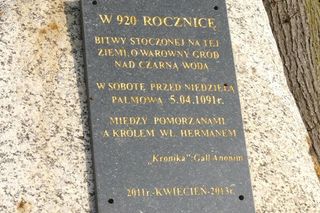 W 920 ROCZNICĘ
BITWY STOCZONEJ NA TEJ
ZIEMI, O WAROWNY GRÓD
NAD CZARNĄ WODĄ
W SOBOTĘ PRZED NIEDZIELĄ
PALMOWĄ 5.04.1091r.
MIĘDZY POMORZANAMI
A KRÓLEM WŁ. HERMANEM
„Kronika": Gall Anonim
2011r.-KWIECIEŃ-2013r.